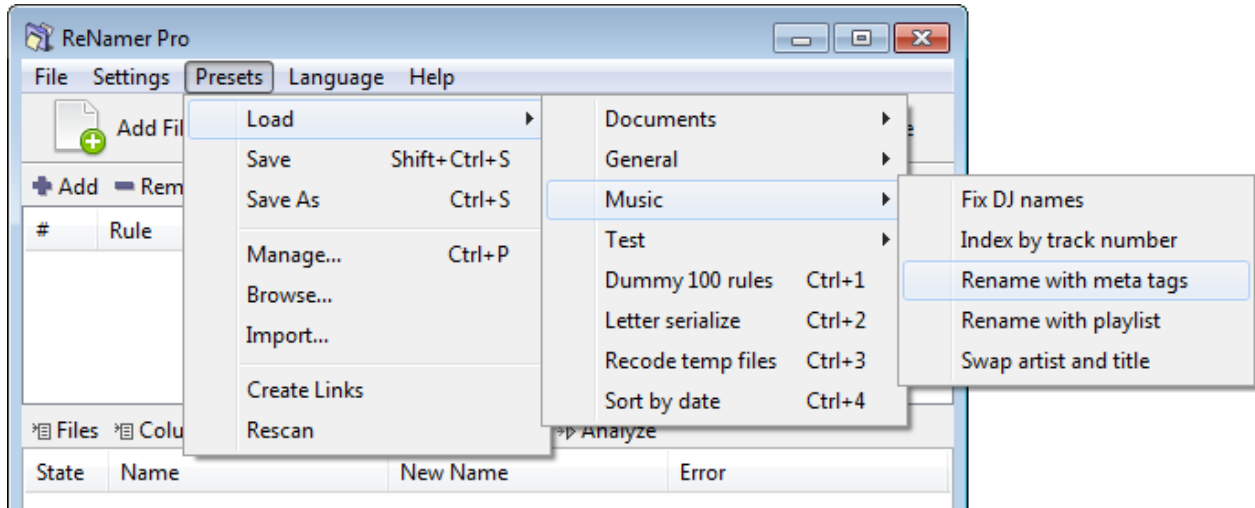 ReNamer Pro
File Settings Presets Language Help
Add Fil
Add Rem
# Rule
Load
Save Shift+Ctrl+S
Save As Ctrl+S
Manage... Ctrl+P
Browse...
Import...
Create Links
Rescan
Documents
General
Music
Test
Dummy 100 rules Ctrl+1
Letter serialize Ctrl+2
Recode temp files Ctrl+3
Sort by date Ctrl+4
Fix DJ names
Index by track number
Rename with meta tags
Rename with playlist
Swap artist and title
Files Colu Analyze
State Name New Name Error